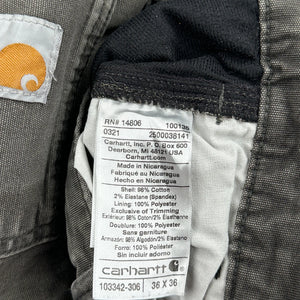 RN# 14806 100136
0321 2500038141
Carhartt, Inc. P.O. Box 600
Dearborn, MI 48121 USA
Carhartt.com
Made in Nicaragua
Fabriqué au Nicaragua
Hecho en Nicaragua
Shell: 98% Cotton
2% Elastane (Spandex)
Lining: 100% Polyester
Exclusive of Trimming
Extérieur: 98% Coton/2% Elasthanne
Doublure: 100% Polyester
Sans garniture
Armazón: 98% Algodón/2% Elastano
Forro: 100% Poliéster
Sin incluir adorno
carhartt
103342-306 36 X 36